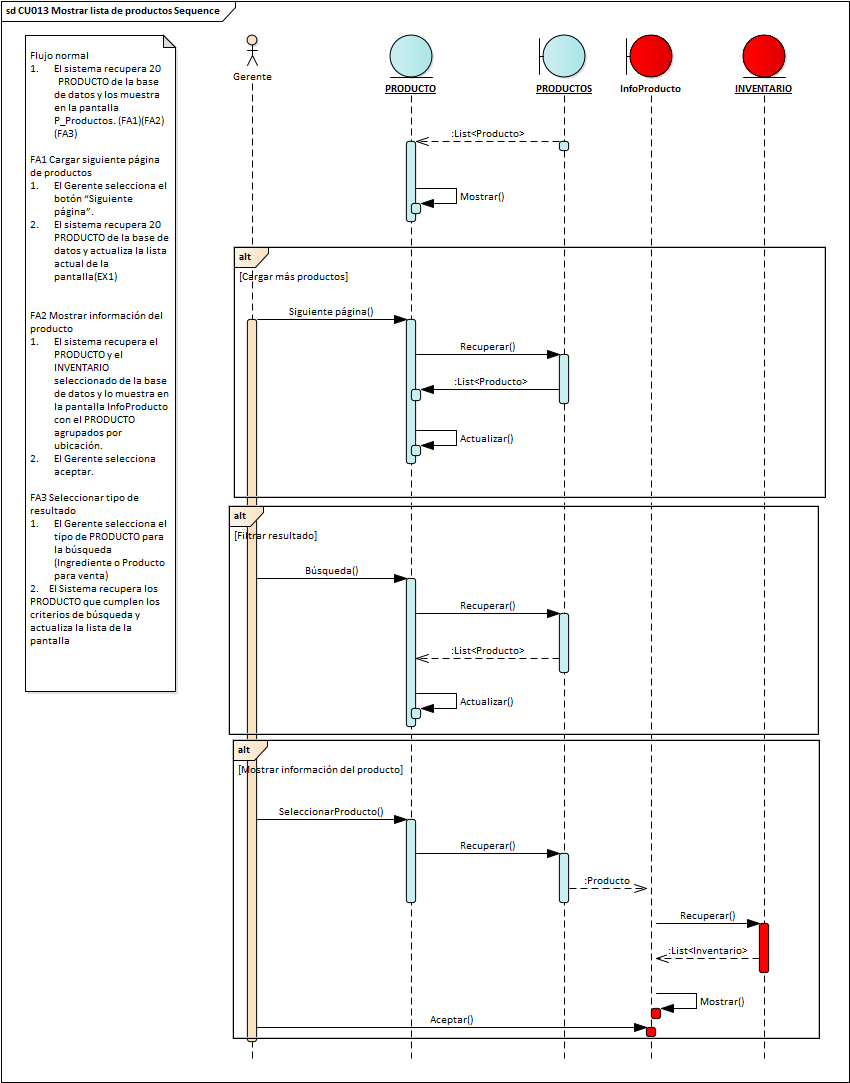 sd CU013 Mostrar lista de productos Sequence
Flujo normal
1. El sistema recupera 20
PRODUCTO de la base
de datos y los muestra
en la pantalla
P_Productos. (FA1)(FA2)
(FA3)
FA1 Cargar siguiente página
de productos
1. El Gerente selecciona el
botón “Siguiente
página”.
2. El sistema recupera 20
PRODUCTO de la base de
datos y actualiza la lista
actual de la
pantalla(EX1)
FA2 Mostrar información del
producto
1. El sistema recupera el
PRODUCTO y el
INVENTARIO
seleccionado de la base
de datos y lo muestra en
la pantalla InfoProducto
con el PRODUCTO
agrupados por
ubicación.
2. El Gerente selecciona
aceptar.
FA3 Seleccionar tipo de
resultado
1. El Gerente selecciona el
tipo de PRODUCTO para
la búsqueda
(Ingrediente o Producto
para venta)
2. El Sistema recupera los
PRODUCTO que cumplen los
criterios de búsqueda y
actualiza la lista de la
pantalla
Gerente
PRODUCTO
PRODUCTOS
InfoProducto
INVENTARIO
:List<Producto>
Mostrar()
alt
[Cargar más productos]
Siguiente página()
Recuperar()
:List<Producto>
Actualizar()
alt
[Filtrar resultado]
Búsqueda()
Recuperar()
:List<Producto>
Actualizar()
alt
[Mostrar información del producto]
SeleccionarProducto()
Recuperar()
:Producto
Recuperar()
:List<Inventario>
Mostrar()
Aceptar()